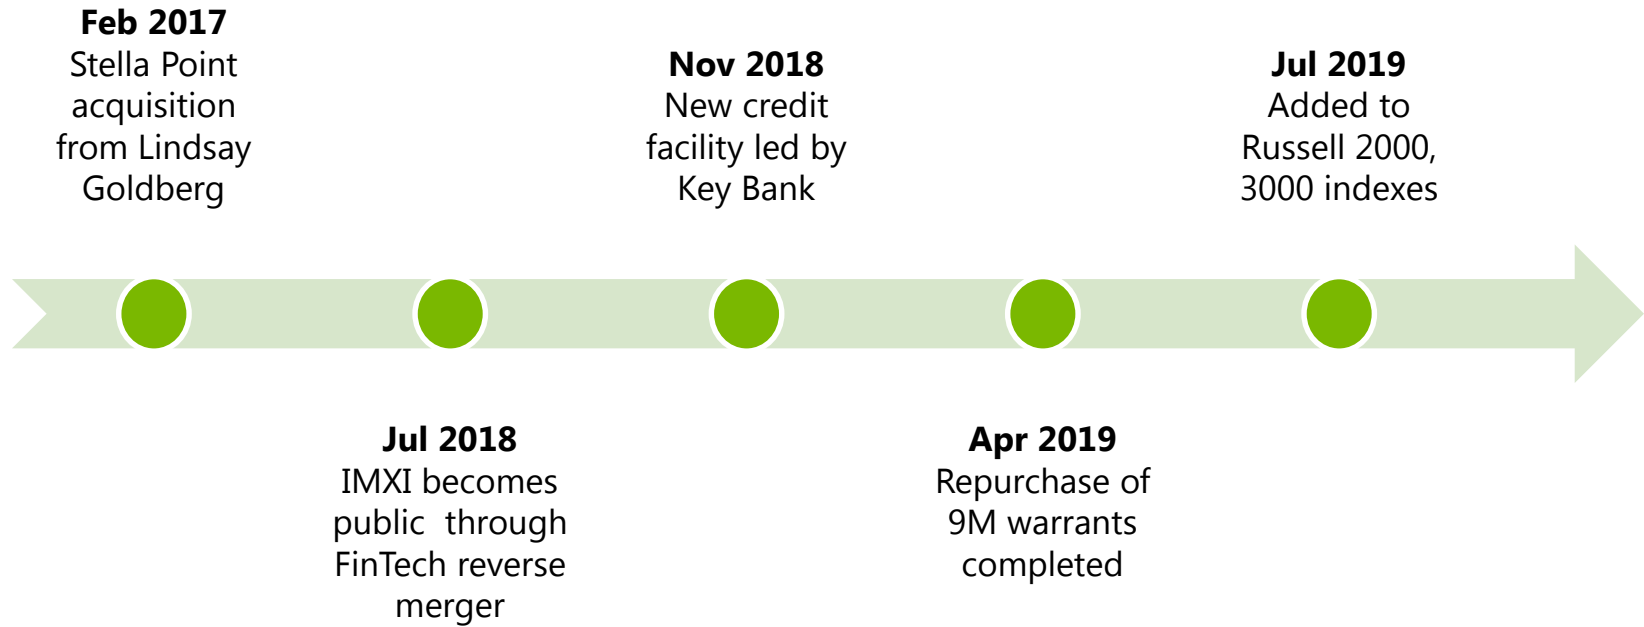 Feb 2017
Stella Point
acquisition
from Lindsay
Goldberg
Jul 2018
IMXI becomes
public  through
FinTech reverse
merger
Nov 2018
New credit
facility led by
Key Bank
Apr 2019
Repurchase of
9M warrants
completed
Jul 2019
Added to
Russell 2000,
3000 indexes